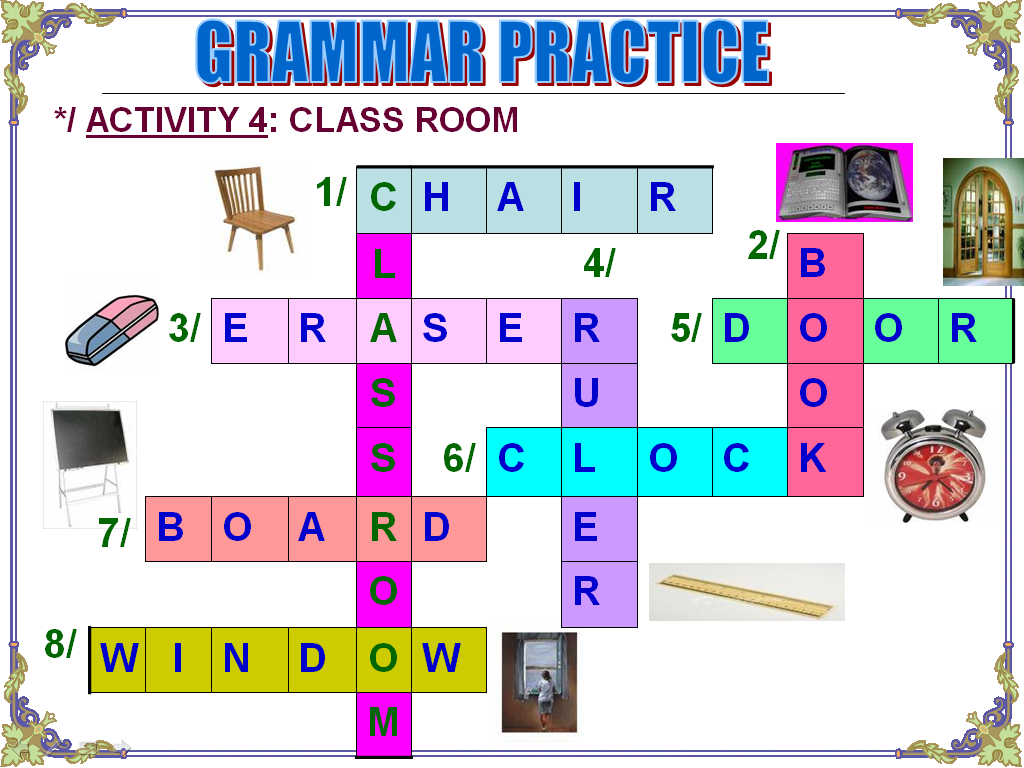 GRAMMAR PRACTICE
*/ ACTIVITY 4: CLASS ROOM
1/ C H A I R
L 4/ 2/ B
3/ E R A S E R 5/ D O O R
S U O
S 6/ C L O C K
7/ B O A R D E
O R
8/ W I N D O W
M